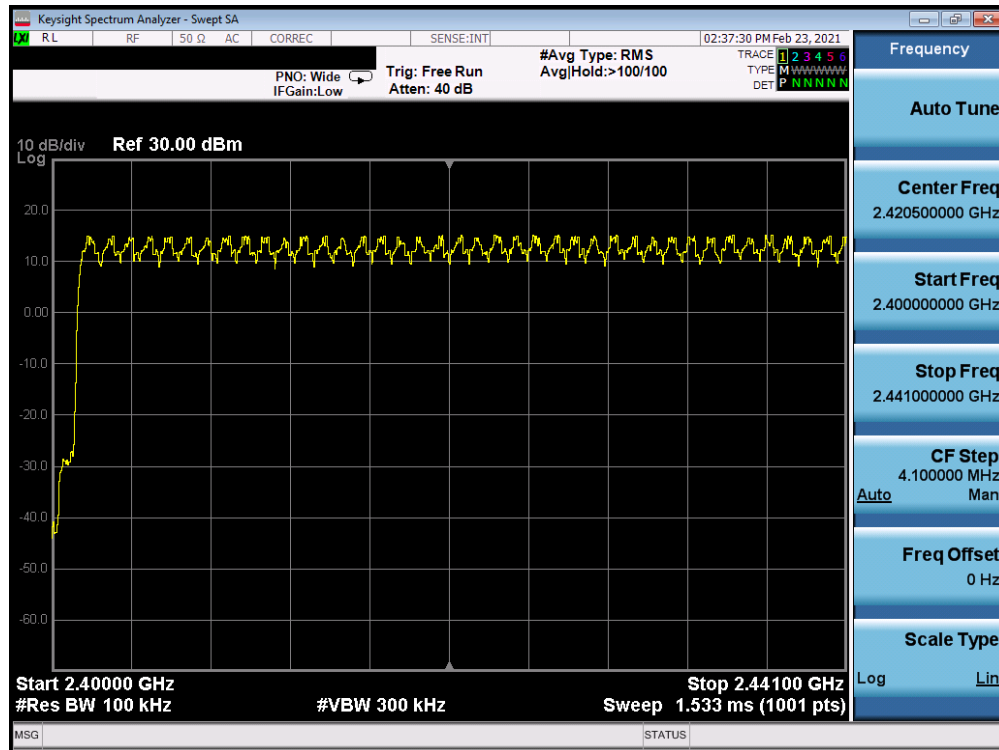 Keysight Spectrum Analyzer - Swept SA
LXI RL RF 50 Ω AC CORREC SENSE:INT 02:37:30 PM Feb 23, 2021
PNO: Wide
IFGain:Low
Trig: Free Run
Atten: 40 dB
#Avg Type: RMS
Avg|Hold:>100/100
TRACE 1 2 3 4 5 6
TYPE M W W W W W
DET P N N N N N
10 dB/div
Log
Ref 30.00 dBm
20.0
10.0
0.00
-10.0
-20.0
-30.0
-40.0
-50.0
-60.0
Start 2.40000 GHz
Stop 2.44100 GHz
#Res BW 100 kHz
#VBW 300 kHz
Sweep 1.533 ms (1001 pts)
MSG
STATUS
Frequency
Auto Tune
Center Freq
2.420500000 GHz
Start Freq
2.400000000 GHz
Stop Freq
2.441000000 GHz
CF Step
4.100000 MHz
Auto Man
Freq Offset
0 Hz
Scale Type
Log Lin